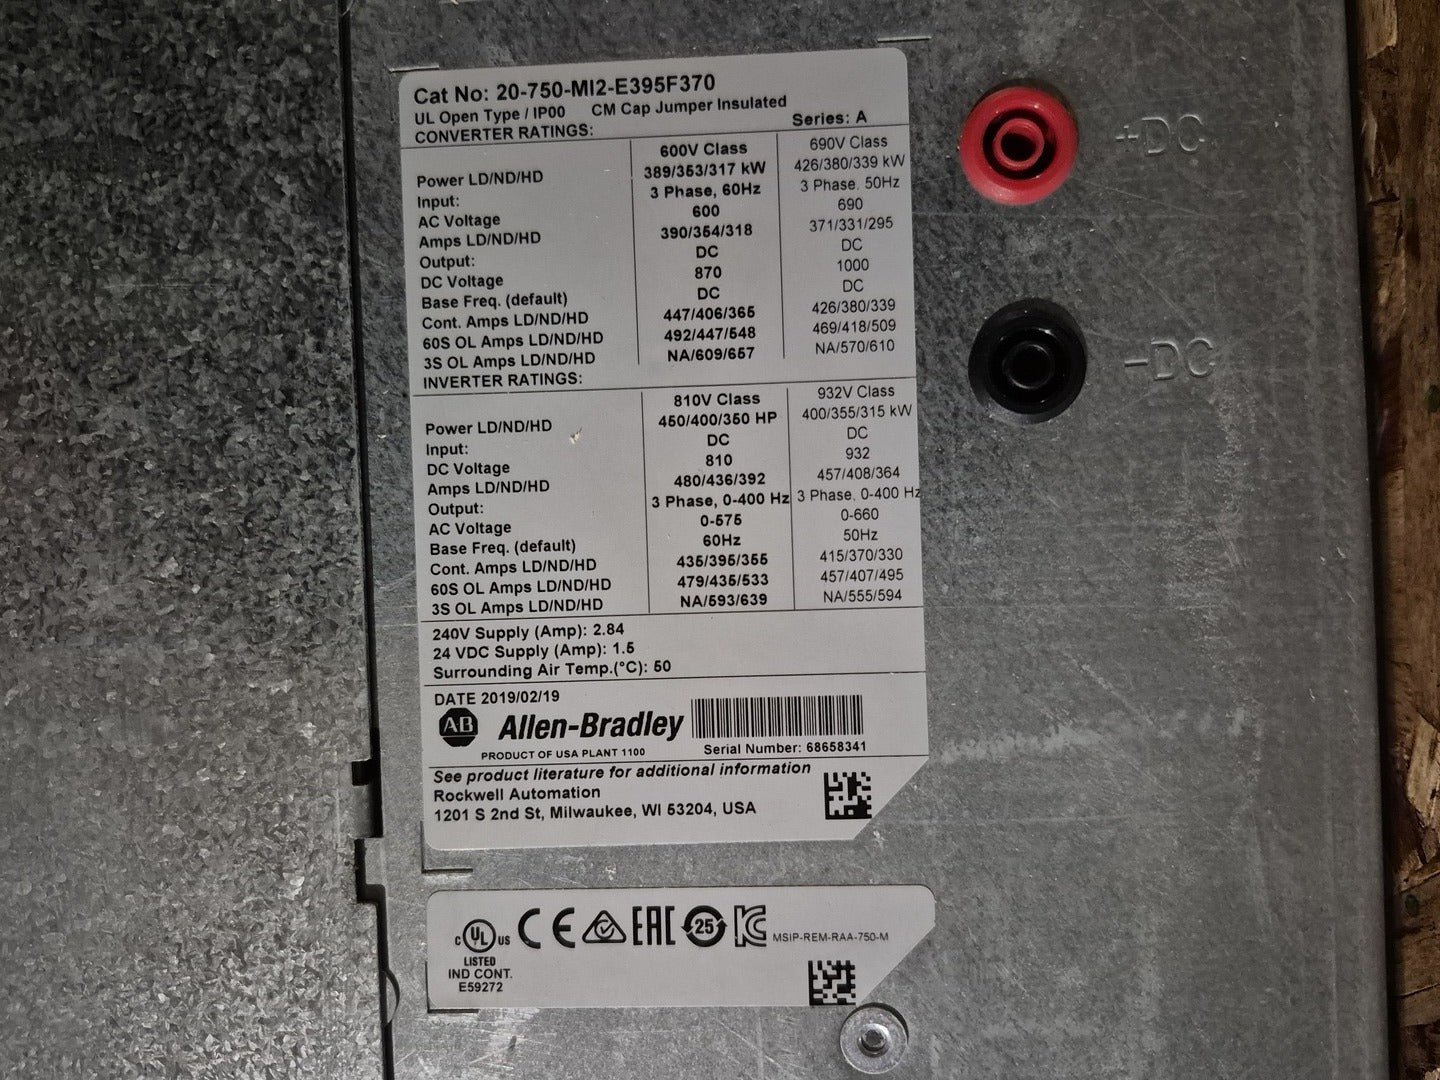 Cat No: 20-750-MI2-E395F370
UL Open Type / IP00 CM Cap Jumper Insulated
CONVERTER RATINGS: Series: A
600V Class 690V Class
Power LD/ND/HD 389/353/317 kW 426/380/339 kW
Input: 3 Phase, 60Hz 3 Phase. 50Hz
AC Voltage 600 690
Amps LD/ND/HD 390/354/318 371/331/295
Output: DC DC
DC Voltage 870 1000
Base Freq. (default) DC DC
Cont. Amps LD/ND/HD 447/406/365 426/380/339
60S OL Amps LD/ND/HD 492/447/548 469/418/509
3S OL Amps LD/ND/HD NA/609/657 NA/570/610
INVERTER RATINGS:
810V Class 932V Class
Power LD/ND/HD 450/400/350 HP 400/355/315 kW
Input: DC DC
DC Voltage 810 932
Amps LD/ND/HD 480/436/392 457/408/364
Output: 3 Phase, 0-400 Hz 3 Phase, 0-400 Hz
AC Voltage 0-575 0-660
Base Freq. (default) 60Hz 50Hz
Cont. Amps LD/ND/HD 435/395/355 415/370/330
60S OL Amps LD/ND/HD 479/435/533 457/407/495
3S OL Amps LD/ND/HD NA/593/639 NA/555/594
240V Supply (Amp): 2.84
24 VDC Supply (Amp): 1.5
Surrounding Air Temp.(°C): 50
DATE 2019/02/19
AB Allen-Bradley
PRODUCT OF USA PLANT 1100 Serial Number: 68658341
See product literature for additional information
Rockwell Automation
1201 S 2nd St, Milwaukee, WI 53204, USA
C UL US CE EAC 25 KC MSIP-REM-RAA-750-M
LISTED
IND CONT.
E59272
+DC
-DC